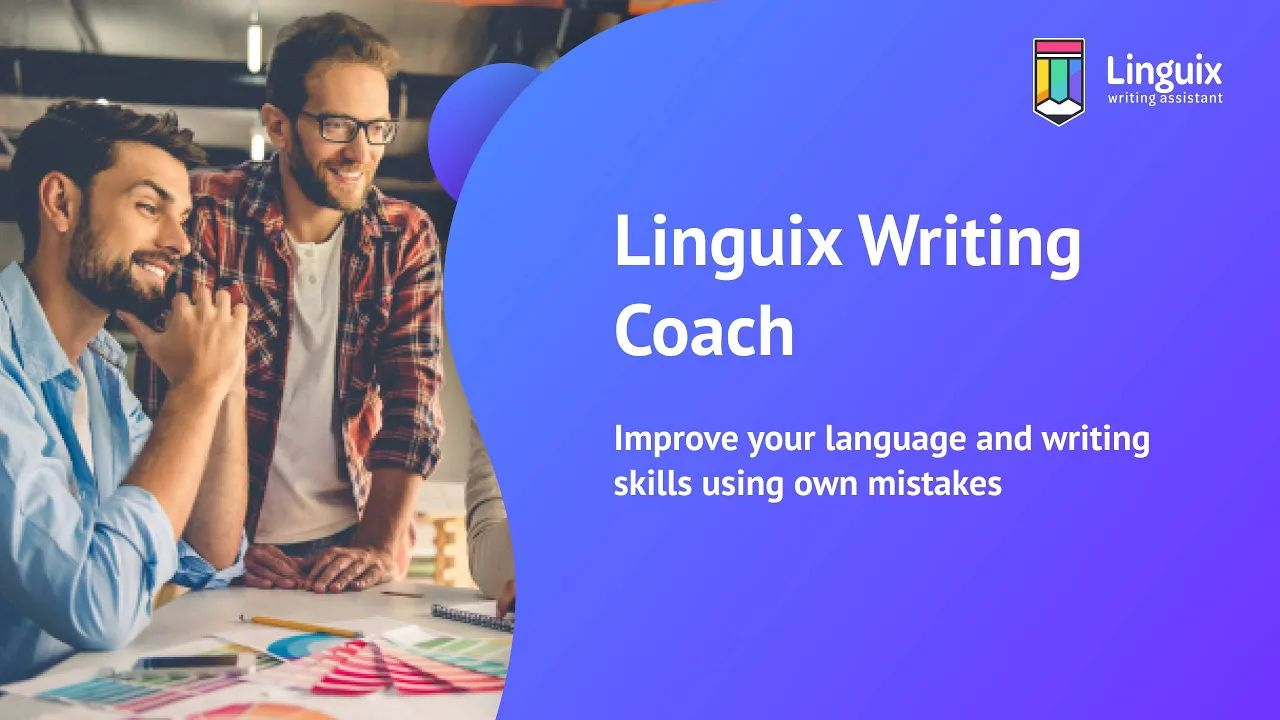 Linguix
writing assistant
Linguix Writing
Coach
Improve your language and writing
skills using own mistakes